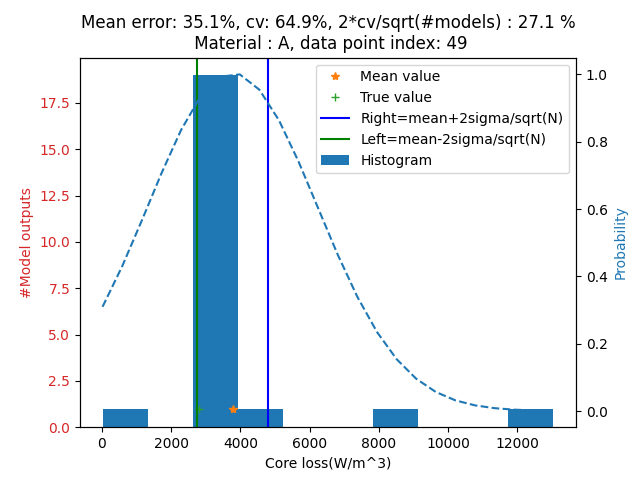 Mean error: 35.1%, cv: 64.9%, 2*cv/sqrt(#models) : 27.1 %
Material : A, data point index: 49
Mean value
True value
Right=mean+2sigma/sqrt(N)
Left=mean-2sigma/sqrt(N)
Histogram
#Model outputs
17.5
15.0
12.5
10.0
7.5
5.0
2.5
0.0
Probability
1.0
0.8
0.6
0.4
0.2
0.0
0 2000 4000 6000 8000 10000 12000
Core loss(W/m^3)